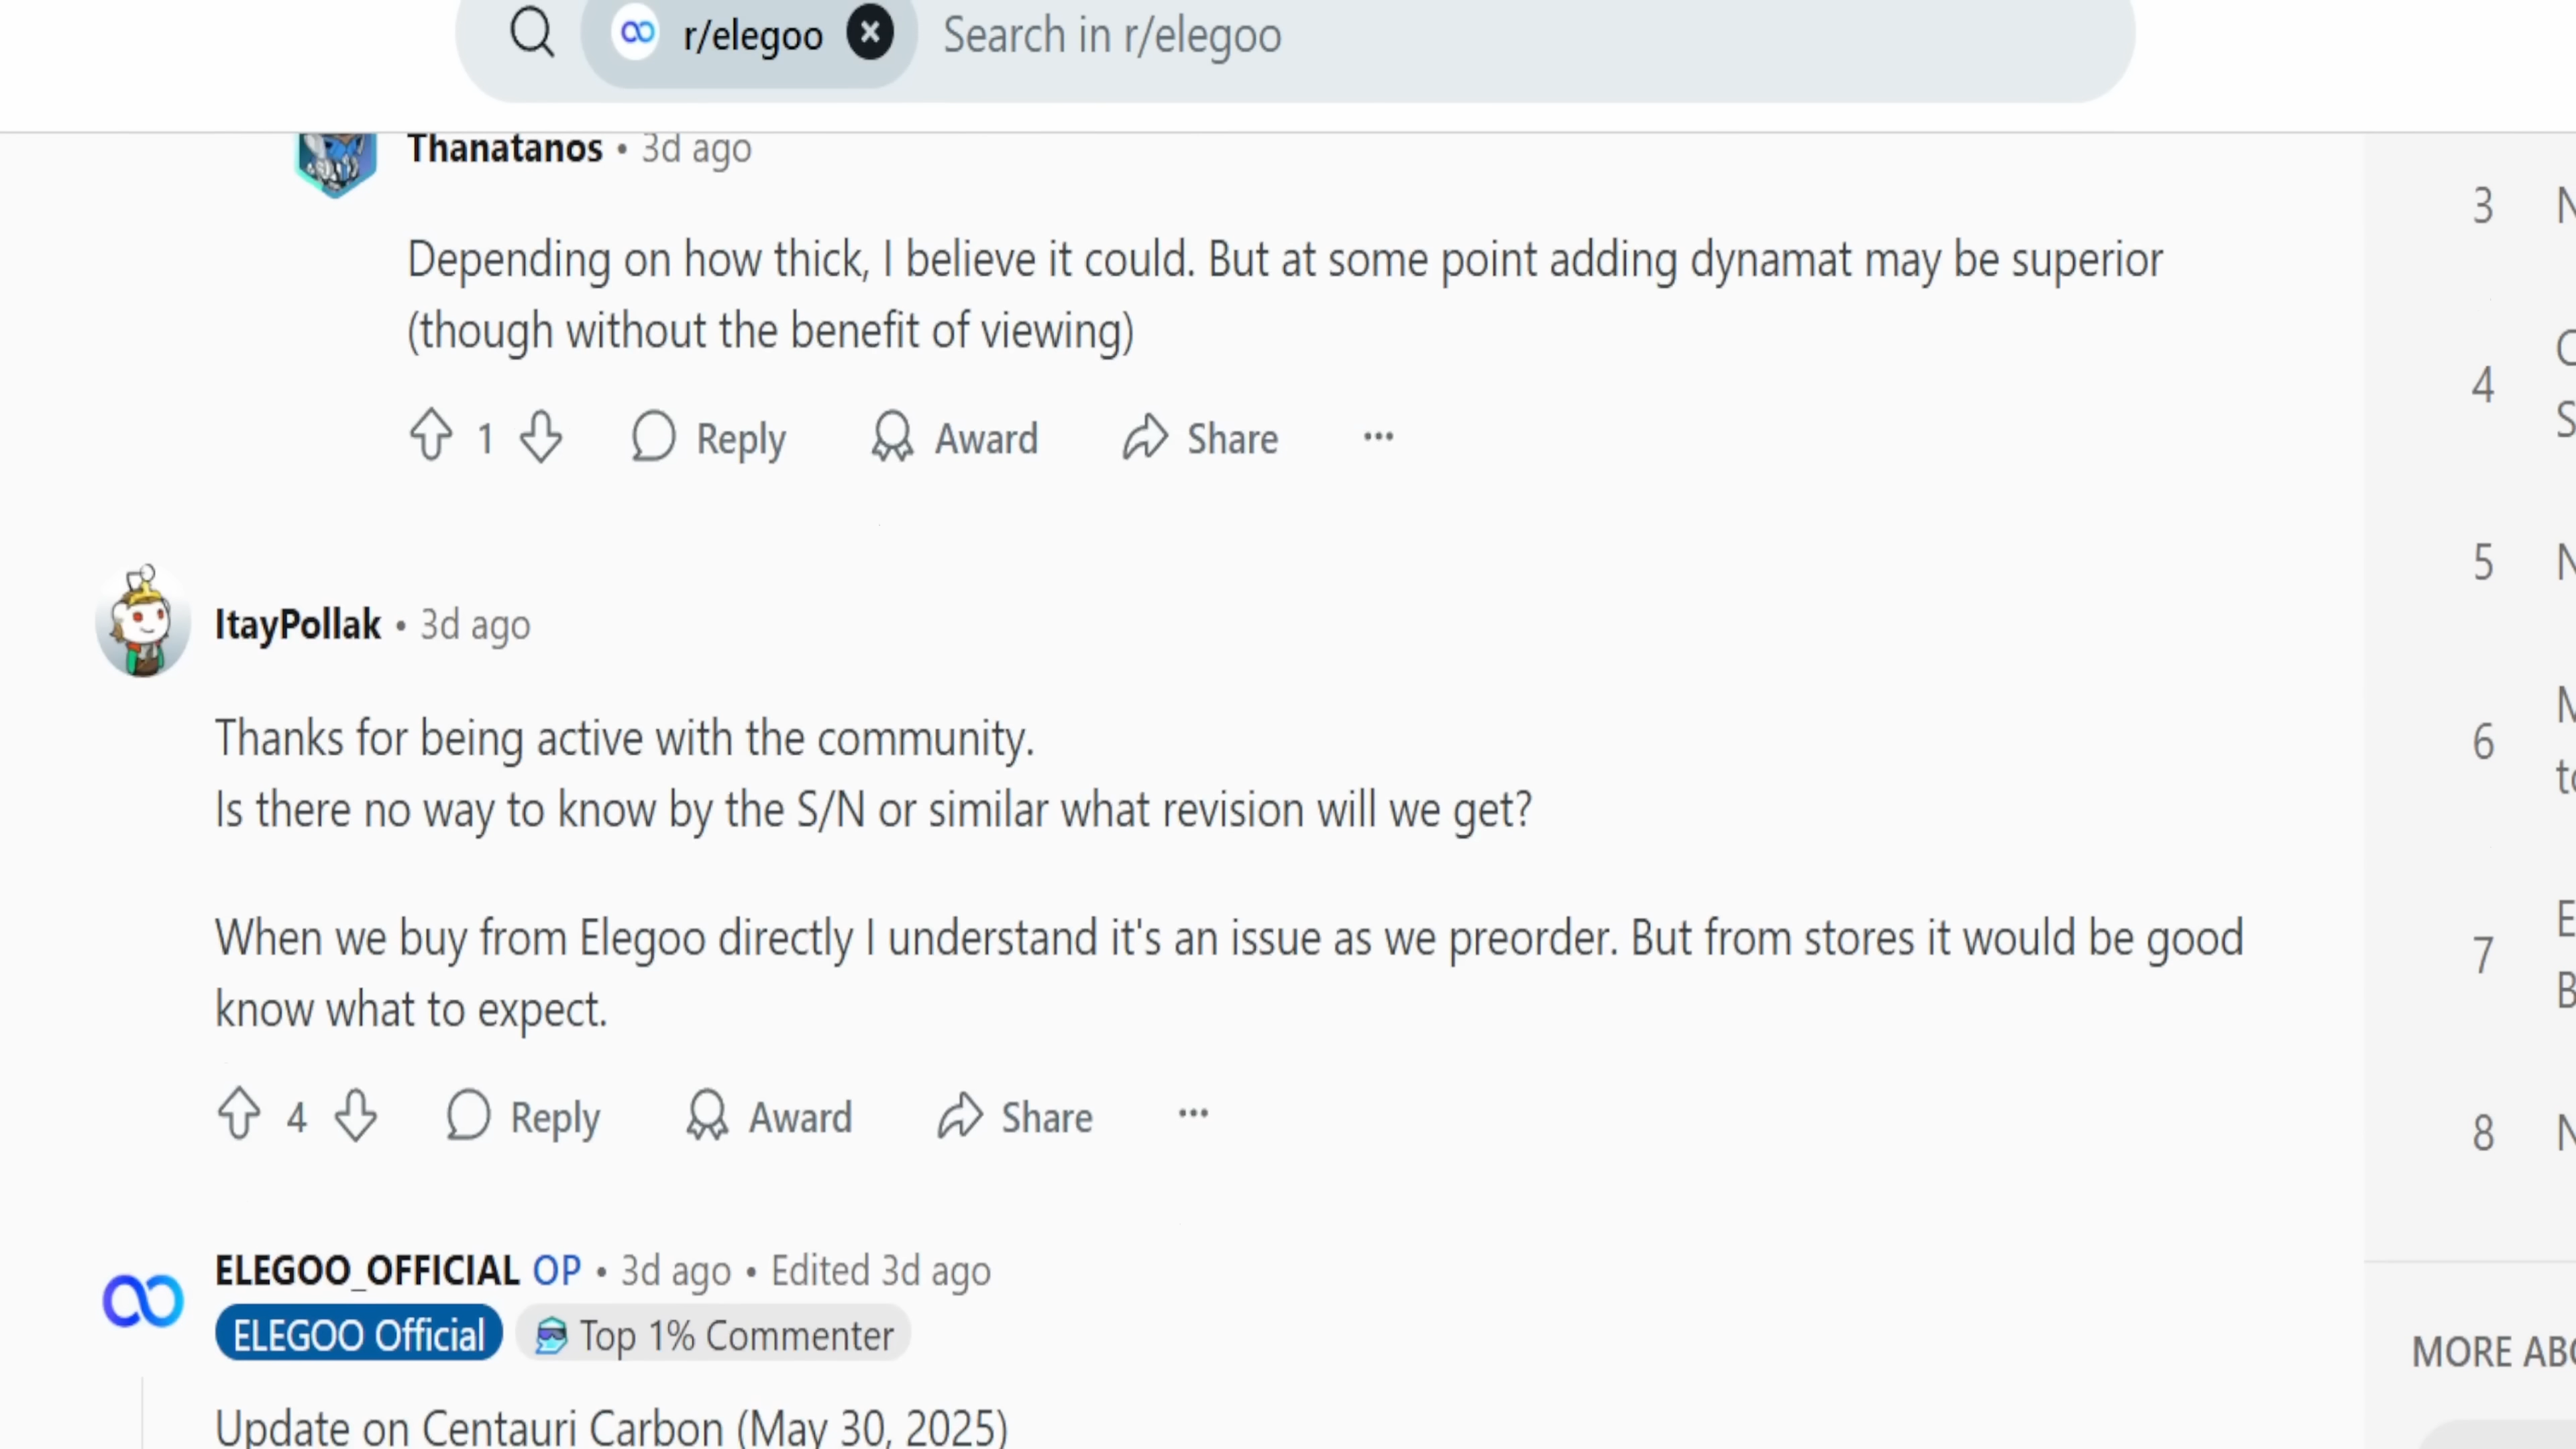 r/elegoo Search in r/elegoo
Thanatanos • 3d ago
Depending on how thick, I believe it could. But at some point adding dynamat may be superior
(though without the benefit of viewing)
1 Reply Award Share ...
ItayPollak • 3d ago
Thanks for being active with the community.
Is there no way to know by the S/N or similar what revision will we get?
When we buy from Elegoo directly I understand it's an issue as we preorder. But from stores it would be good
know what to expect.
4 Reply Award Share ...
ELEGOO_OFFICIAL OP • 3d ago • Edited 3d ago
ELEGOO Official Top 1% Commenter
Update on Centauri Carbon (May 30, 2025)
3
4
5
6
7
8
MORE